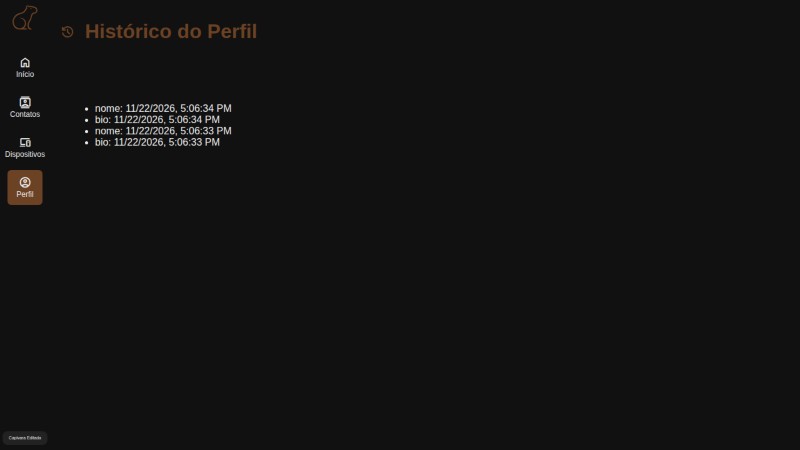 Histórico do Perfil
Início
Contatos
Dispositivos
Perfil
nome: 11/22/2026, 5:06:34 PM
bio: 11/22/2026, 5:06:34 PM
nome: 11/22/2026, 5:06:33 PM
bio: 11/22/2026, 5:06:33 PM
Capivara Editada